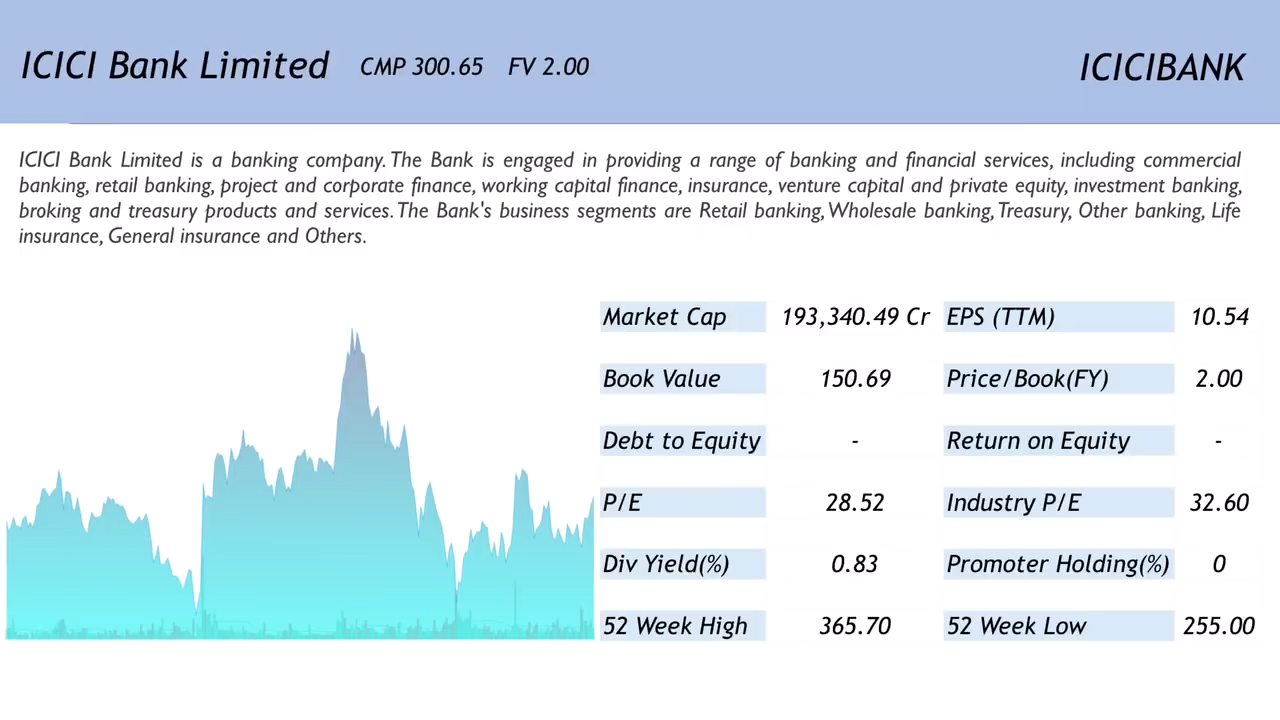 ICICI Bank Limited CMP 300.65 FV 2.00 ICICIBANK
ICICI Bank Limited is a banking company. The Bank is engaged in providing a range of banking and financial services, including commercial
banking, retail banking, project and corporate finance, working capital finance, insurance, venture capital and private equity, investment banking,
broking and treasury products and services. The Bank's business segments are Retail banking, Wholesale banking, Treasury, Other banking, Life
insurance, General insurance and Others.
Market Cap 193,340.49 Cr EPS (TTM) 10.54
Book Value 150.69 Price/Book(FY) 2.00
Debt to Equity - Return on Equity -
P/E 28.52 Industry P/E 32.60
Div Yield(%) 0.83 Promoter Holding(%) 0
52 Week High 365.70 52 Week Low 255.00